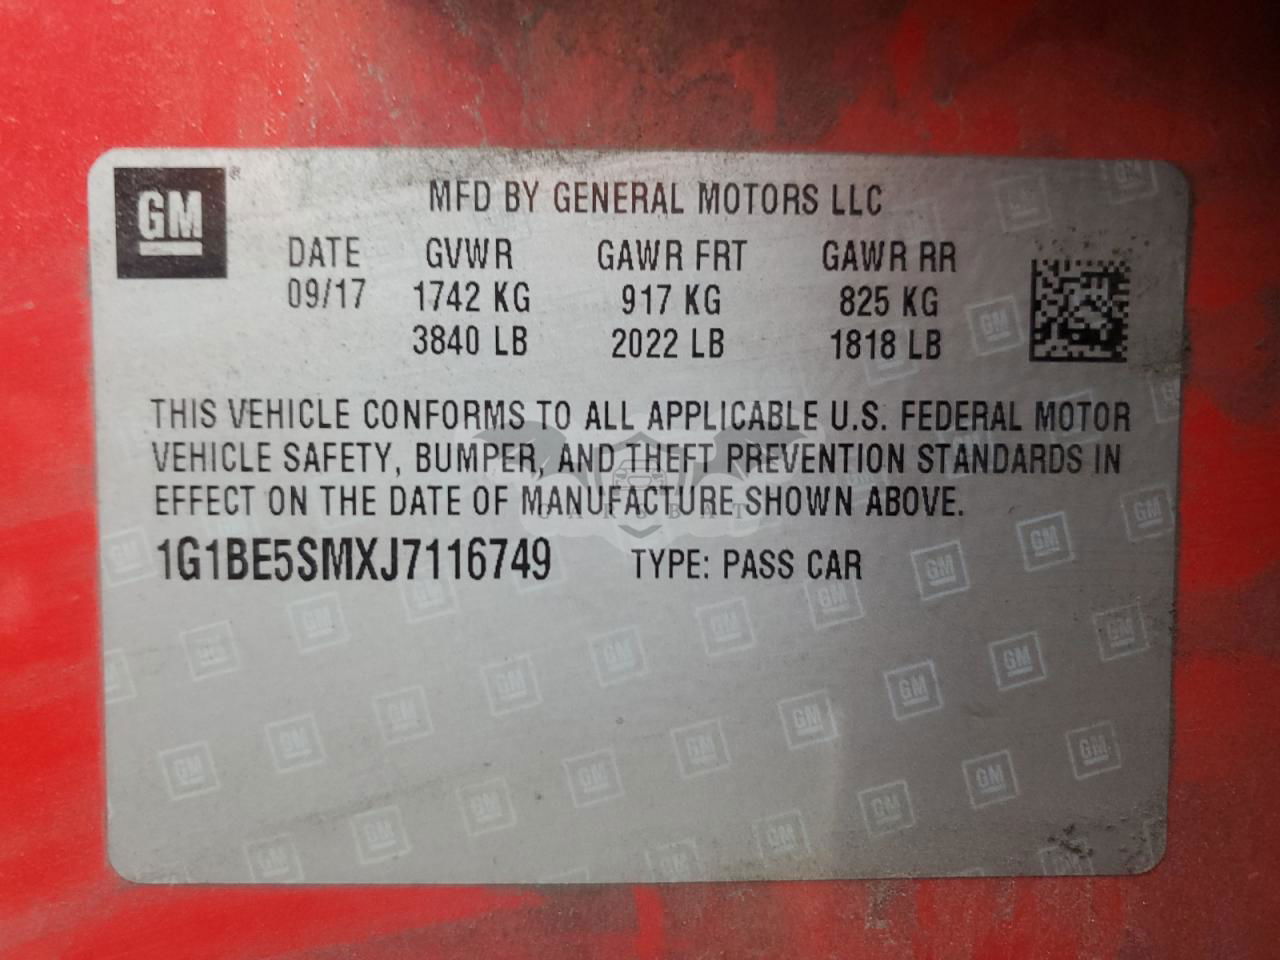 GM ®
MFD BY GENERAL MOTORS LLC
DATE GVWR GAWR FRT GAWR RR
09/17 1742 KG 917 KG 825 KG
3840 LB 2022 LB 1818 LB
THIS VEHICLE CONFORMS TO ALL APPLICABLE U.S. FEDERAL MOTOR
VEHICLE SAFETY, BUMPER, AND THEFT PREVENTION STANDARDS IN
EFFECT ON THE DATE OF MANUFACTURE SHOWN ABOVE.
CARSBAT
1G1BE5SMXJ7116749 TYPE: PASS CAR